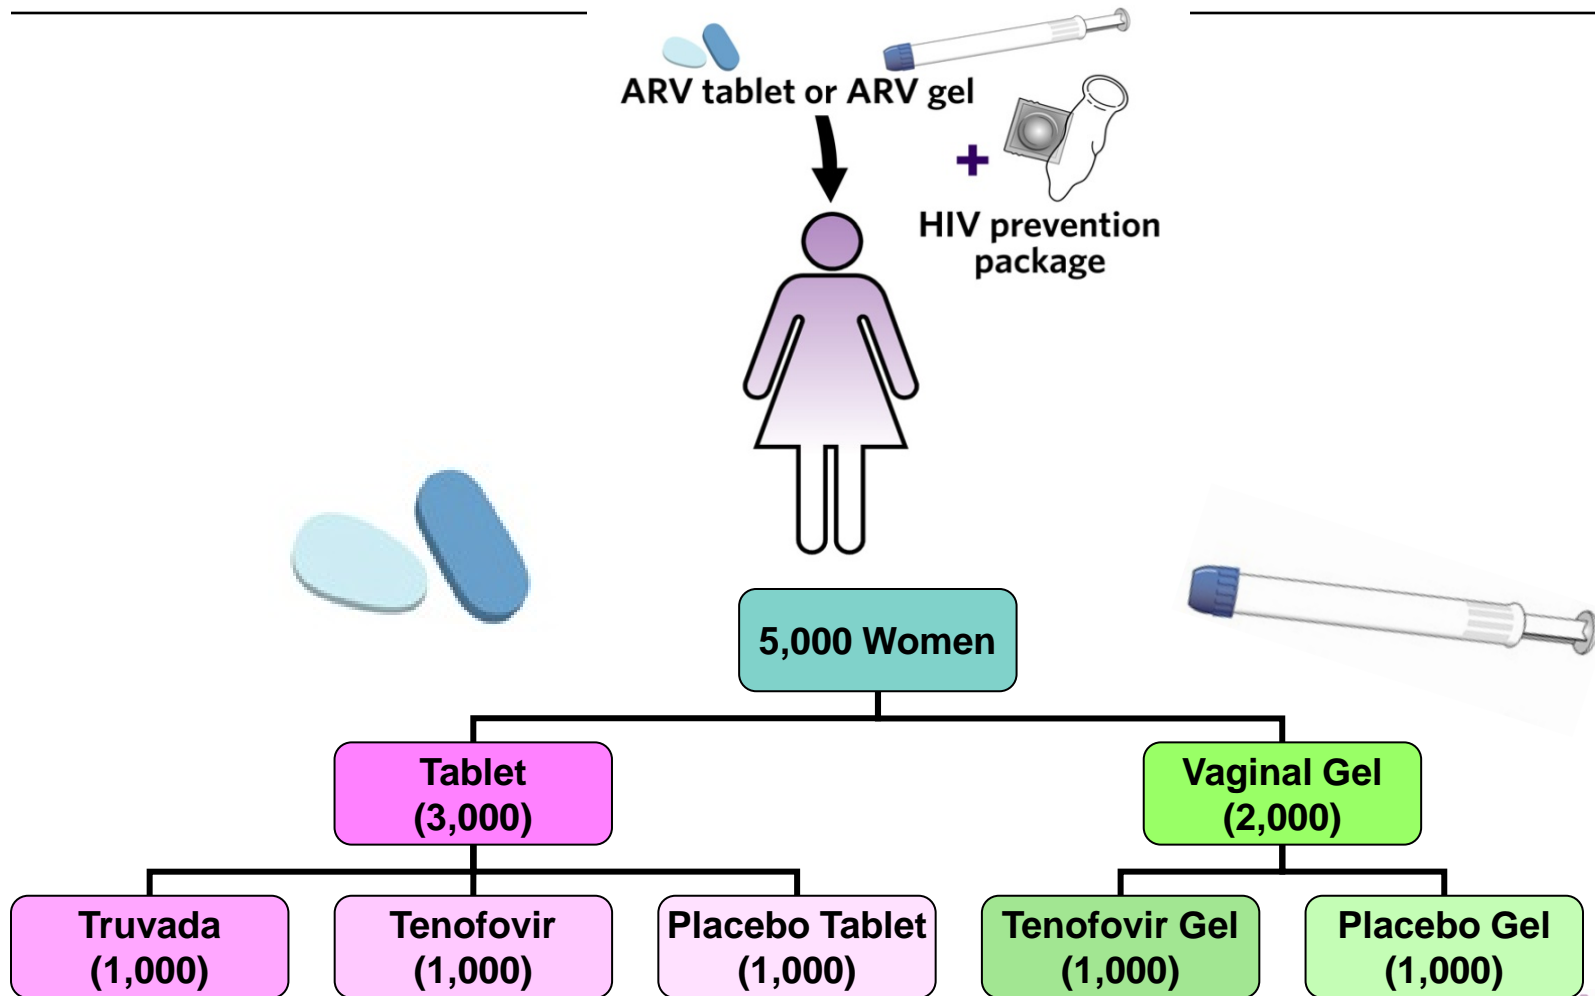 ARV tablet or ARV gel
+
HIV prevention
package
5,000 Women
Tablet
(3,000)
Vaginal Gel
(2,000)
Truvada
(1,000)
Tenofovir
(1,000)
Placebo Tablet
(1,000)
Tenofovir Gel
(1,000)
Placebo Gel
(1,000)